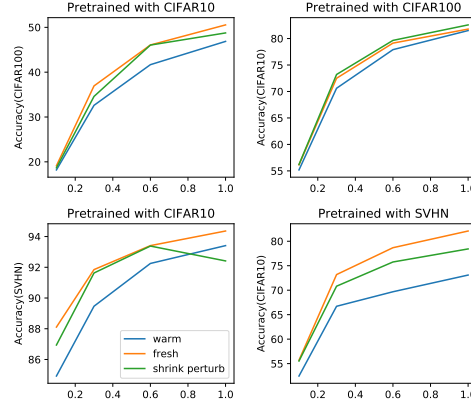 Pretrained with CIFAR10
Accuracy(CIFAR100)
50
40
30
20
0.2 0.4 0.6 0.8 1.0
Pretrained with CIFAR100
Accuracy(CIFAR10)
80
75
70
65
60
55
0.2 0.4 0.6 0.8 1.0
Pretrained with CIFAR10
Accuracy(SVHN)
94
92
90
88
86
warm
fresh
shrink perturb
0.2 0.4 0.6 0.8 1.0
Pretrained with SVHN
Accuracy(CIFAR10)
80
75
70
65
60
55
0.2 0.4 0.6 0.8 1.0